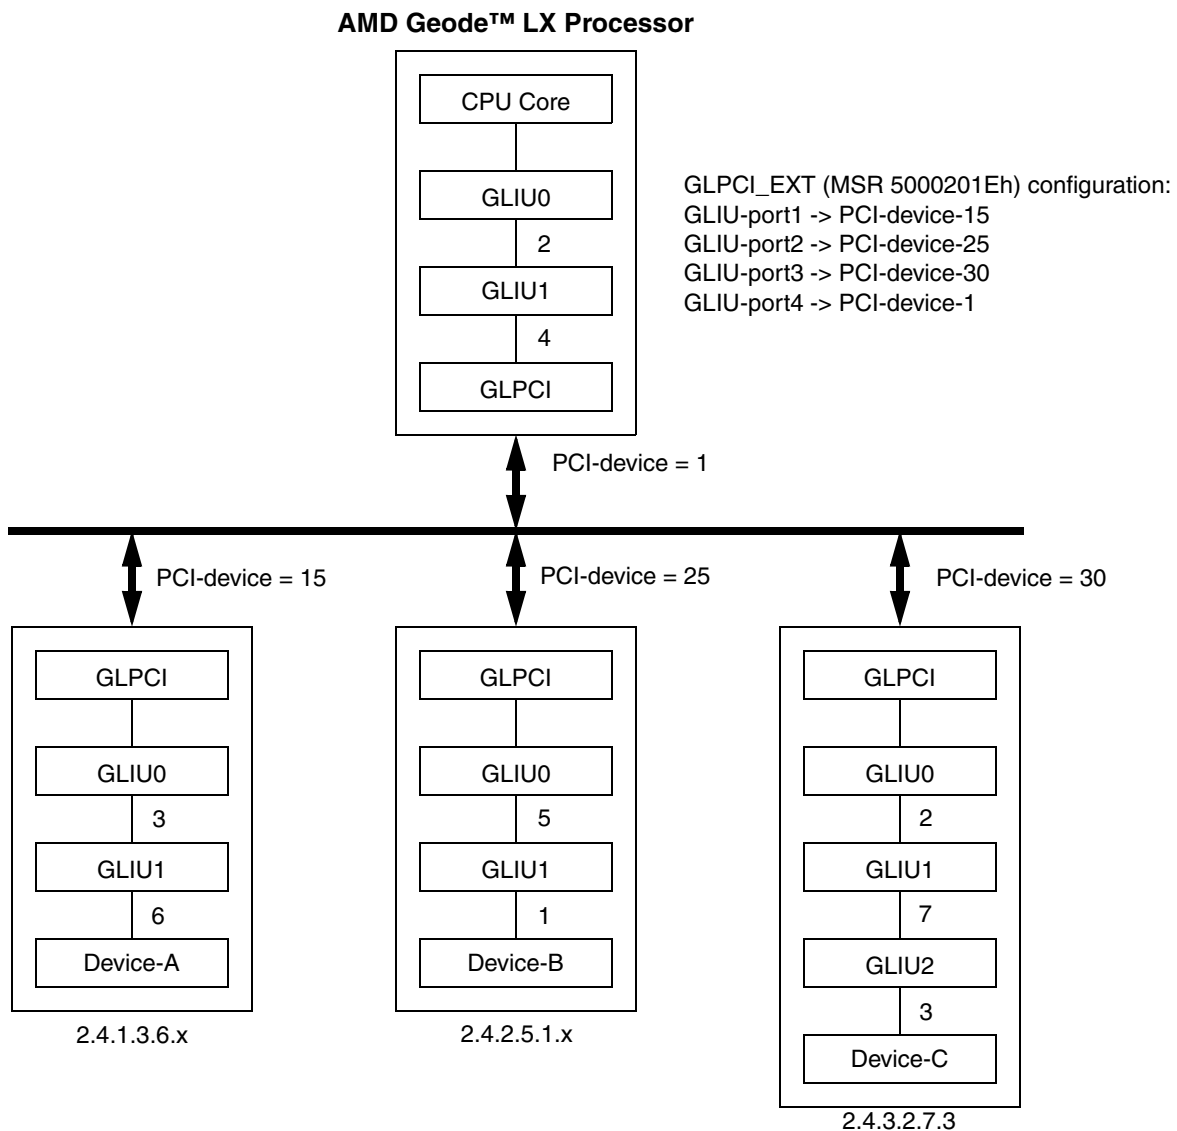 AMD Geode™ LX Processor
CPU Core
GLIU0
2
GLIU1
4
GLPCI
GLPCI_EXT (MSR 5000201Eh) configuration:
GLIU-port1 -> PCI-device-15
GLIU-port2 -> PCI-device-25
GLIU-port3 -> PCI-device-30
GLIU-port4 -> PCI-device-1
PCI-device = 1
PCI-device = 15
GLPCI
GLIU0
3
GLIU1
6
Device-A
2.4.1.3.6.x
PCI-device = 25
GLPCI
GLIU0
5
GLIU1
1
Device-B
2.4.2.5.1.x
PCI-device = 30
GLPCI
GLIU0
2
GLIU1
7
GLIU2
3
Device-C
2.4.3.2.7.3